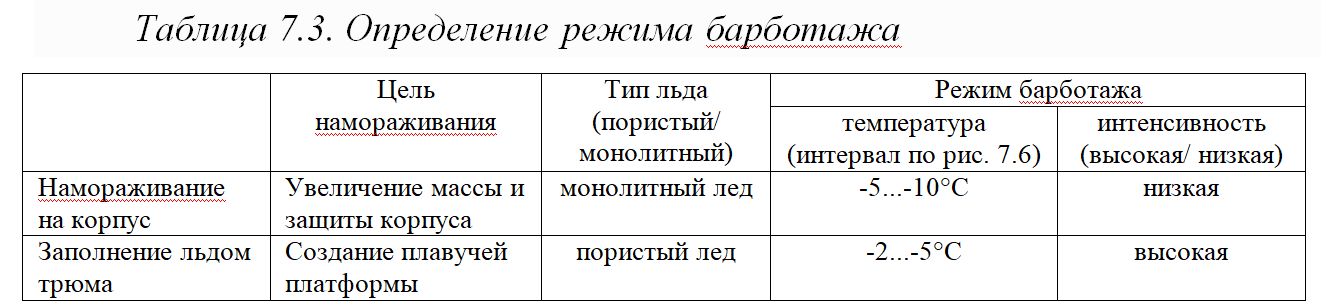 Таблица 7.3. Определение режима барботажа
Цель намораживания
Тип льда (пористый/ монолитный)
Режим барботажа
температура (интервал по рис. 7.6)
интенсивность (высокая/ низкая)
Намораживание на корпус
Увеличение массы и защиты корпуса
монолитный лед
-5...-10°С
низкая
Заполнение льдом трюма
Создание плавучей платформы
пористый лед
-2...-5°С
высокая